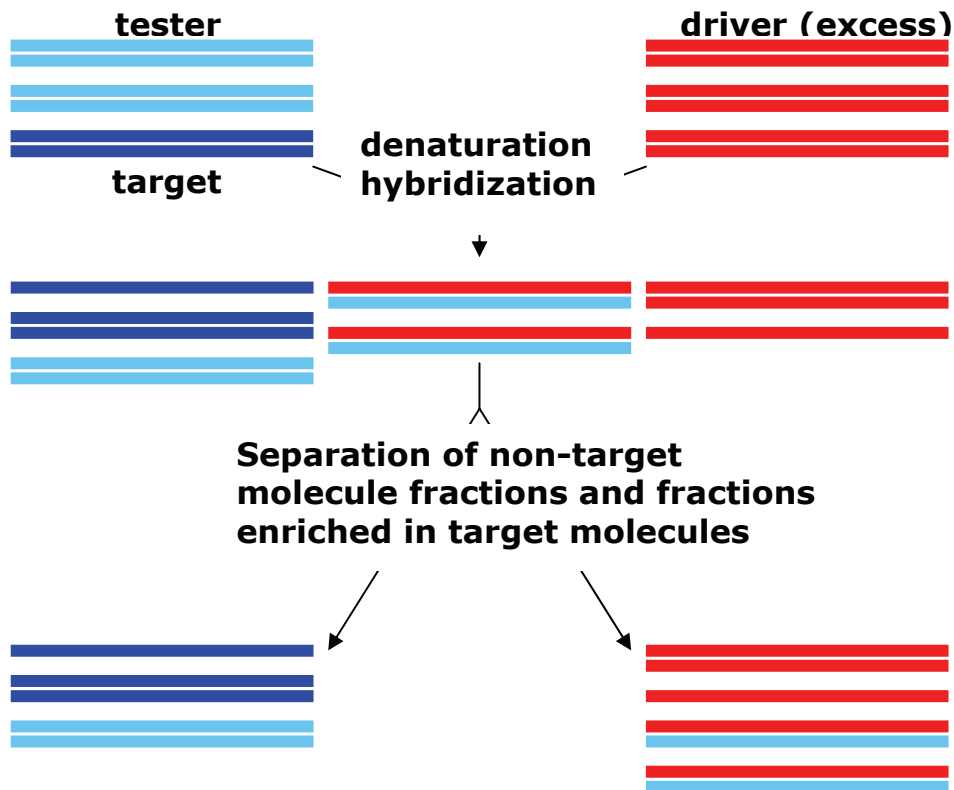 tester
driver (excess)
target
denaturation
hybridization
Separation of non-target
molecule fractions and fractions
enriched in target molecules